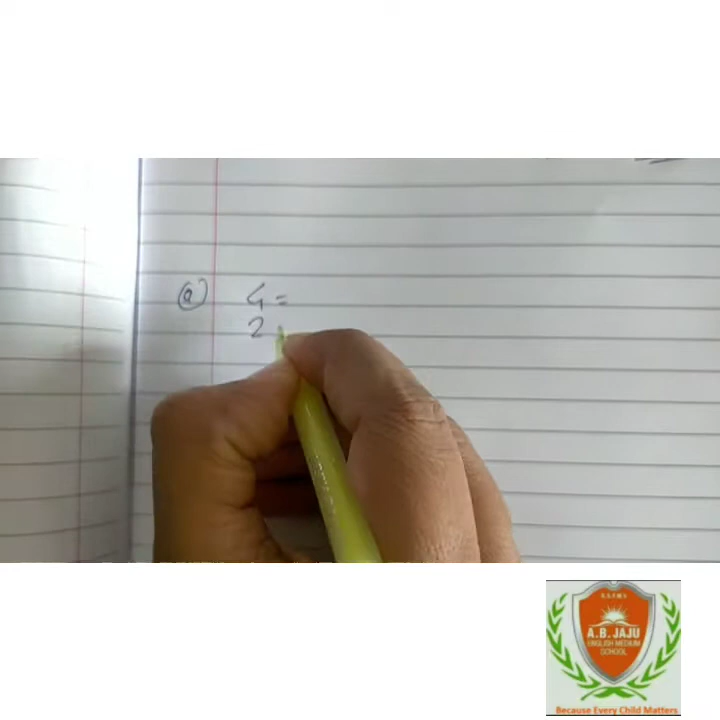 (a) 4 =
2
A.B. JAJU
ENGLISH MEDIUM
SCHOOL
Because Every Child Matters